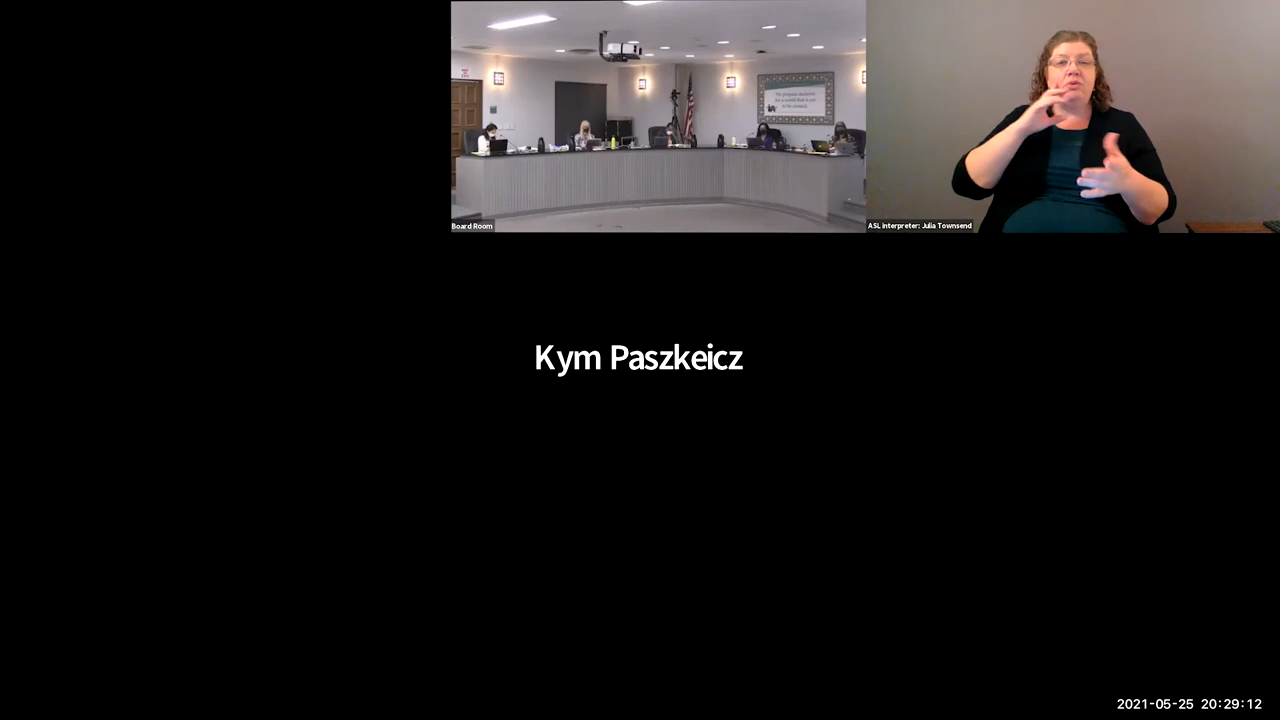 Board Room
ASL interpreter: Julia Townsend
Kym Paszkeicz
2021-05-25 20:29:12